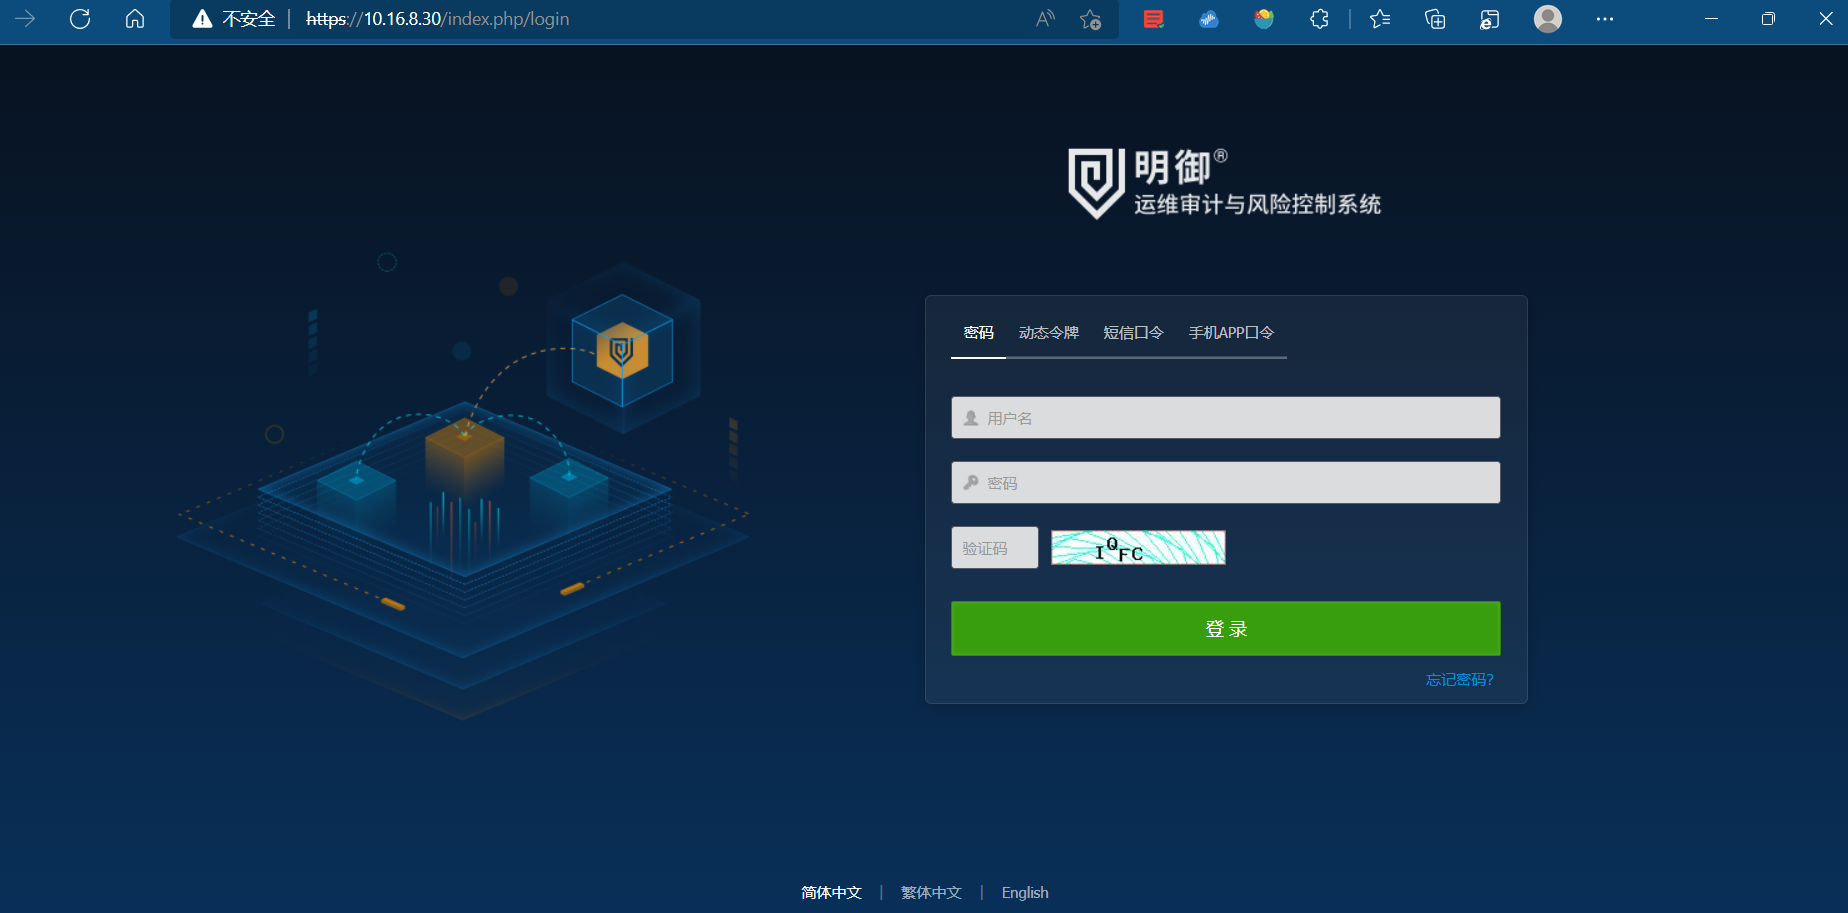 不安全 | https://10.16.8.30/index.php/login
明御®
运维审计与风险控制系统
密码 动态令牌 短信口令 手机APP口令
用户名
密码
验证码 IQFC
登录
忘记密码?
简体中文 | 繁体中文 | English